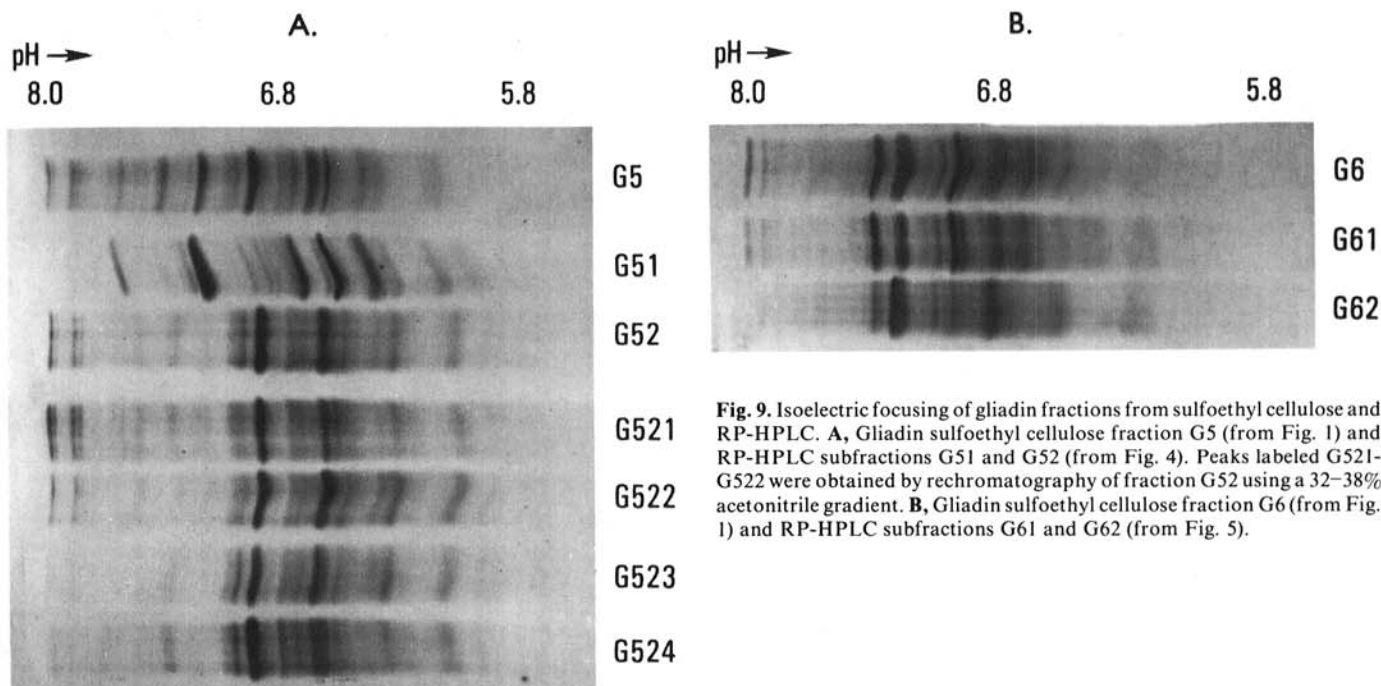 A.
pH →
8.0 6.8 5.8
G5
G51
G52
G521
G522
G523
G524
B.
pH →
8.0 6.8 5.8
G6
G61
G62
Fig. 9. Isoelectric focusing of gliadin fractions from sulfoethyl cellulose and
RP-HPLC. A, Gliadin sulfoethyl cellulose fraction G5 (from Fig. 1) and
RP-HPLC subfractions G51 and G52 (from Fig. 4). Peaks labeled G521-
G522 were obtained by rechromatography of fraction G52 using a 32–38%
acetonitrile gradient. B, Gliadin sulfoethyl cellulose fraction G6 (from Fig.
1) and RP-HPLC subfractions G61 and G62 (from Fig. 5).